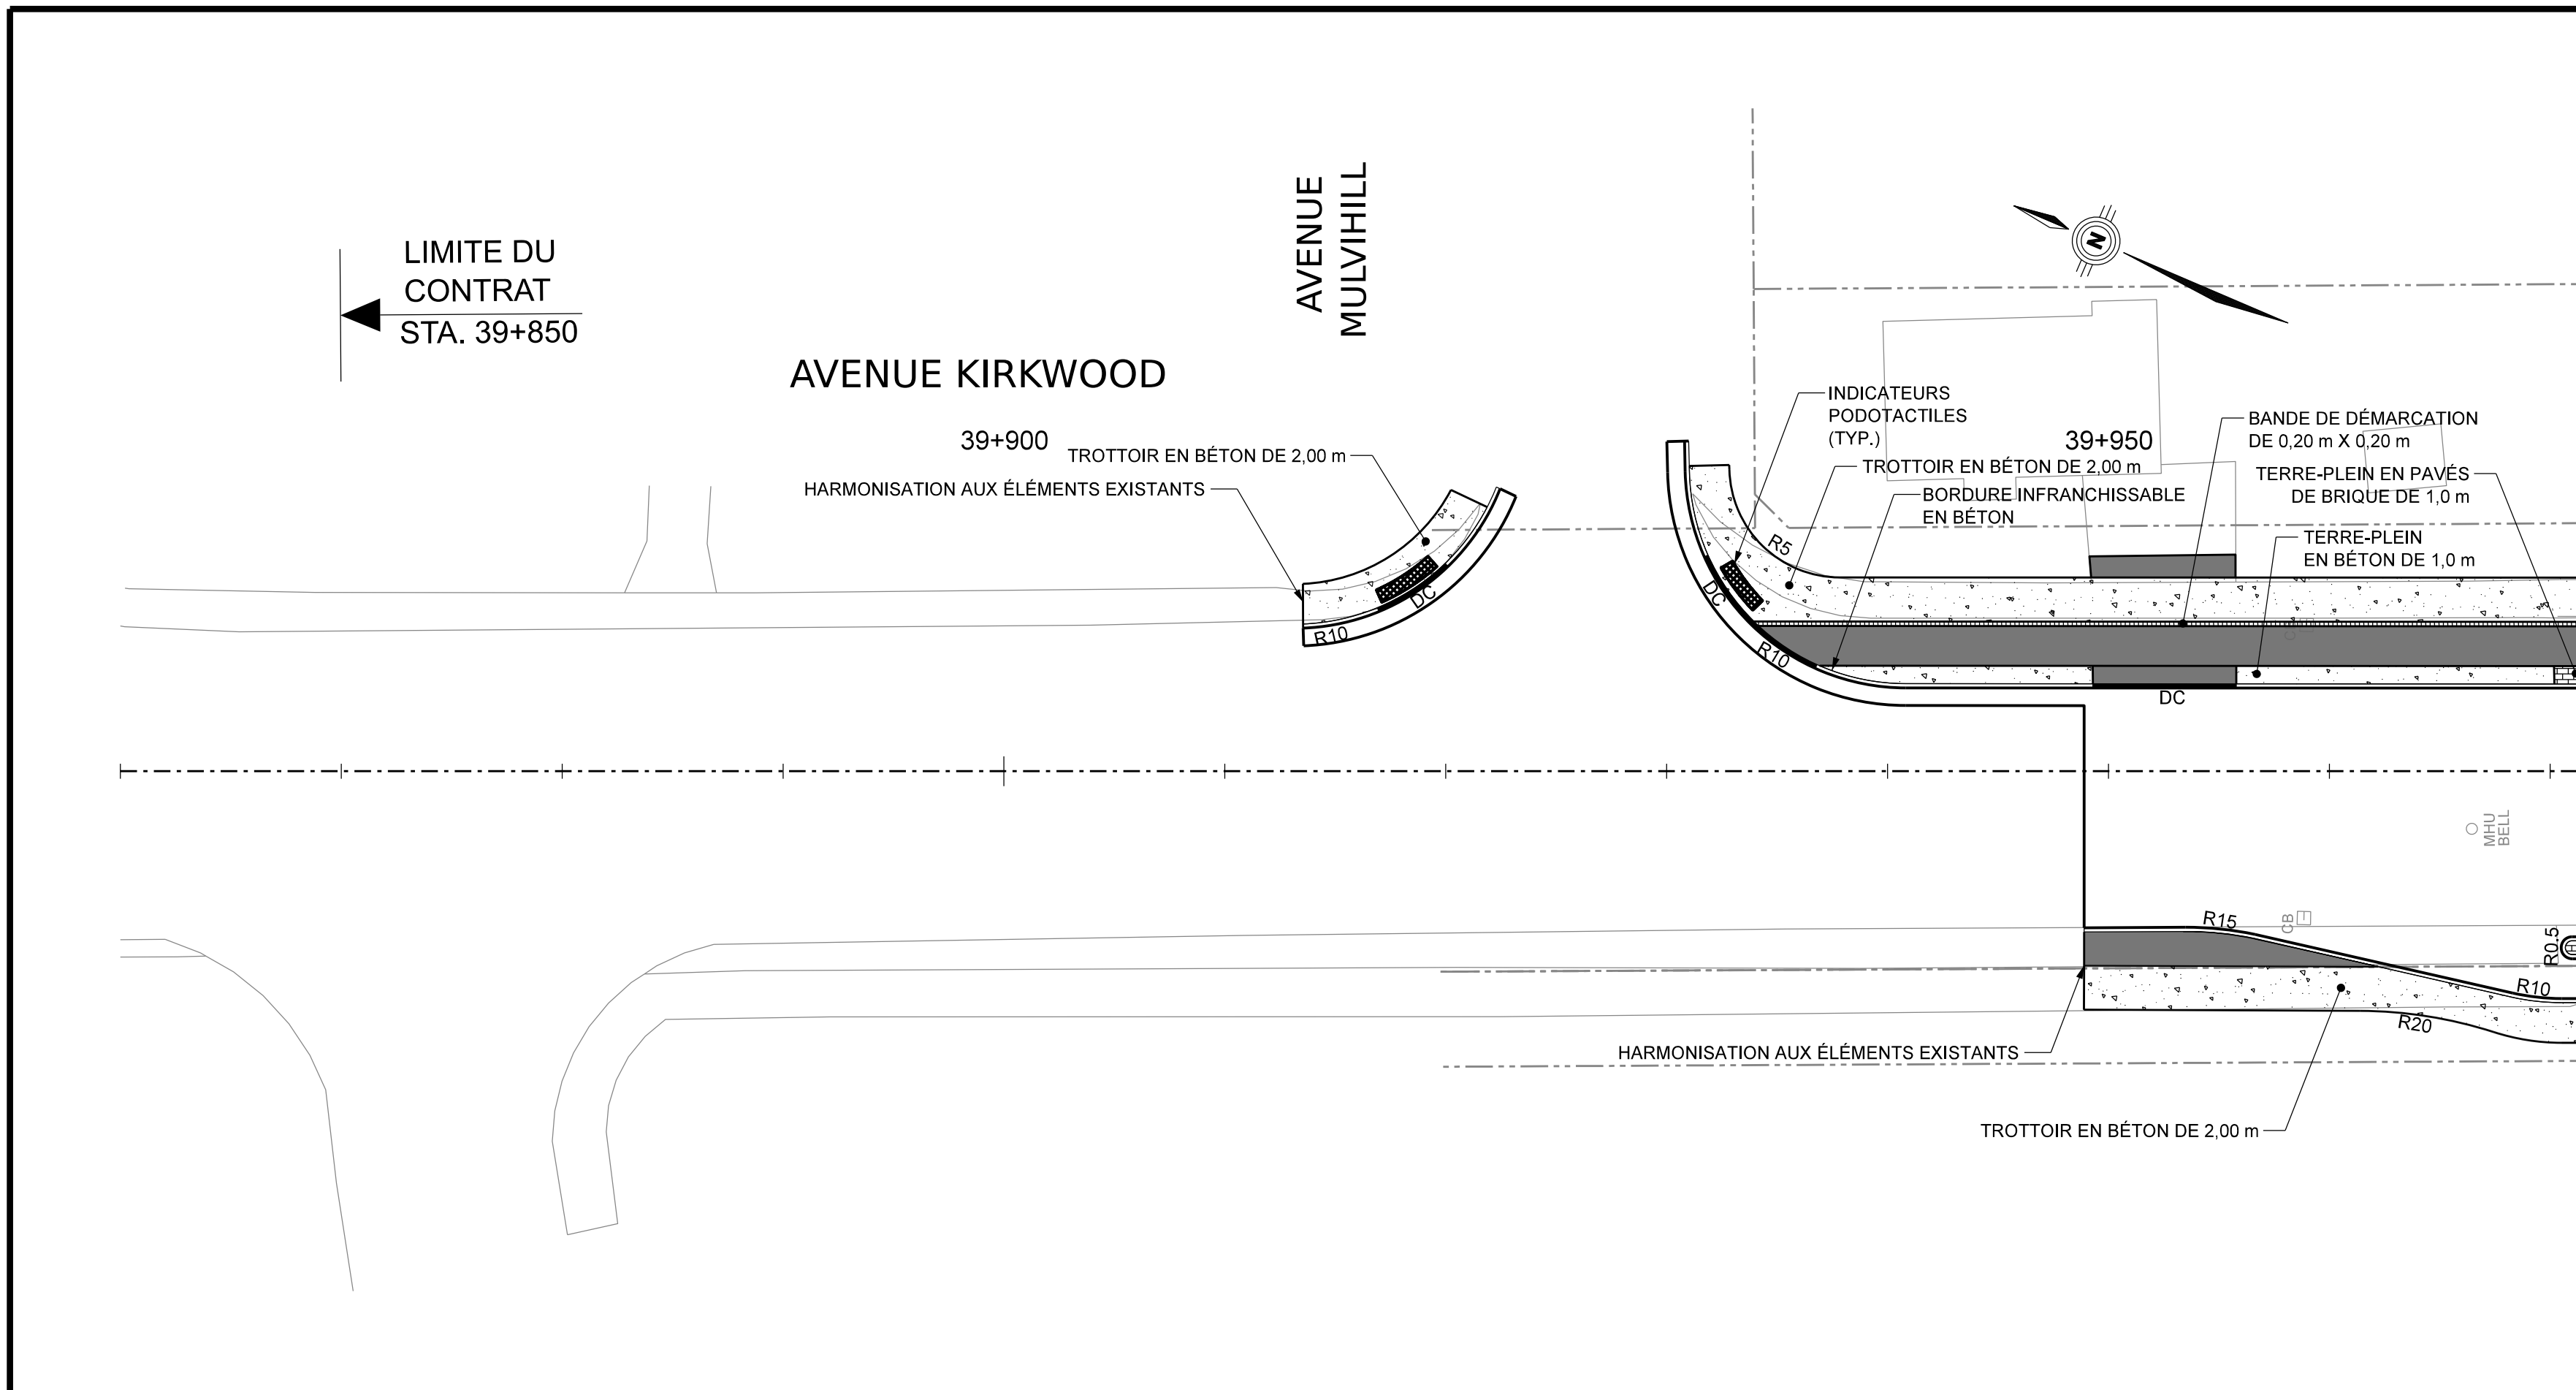 LIMITE DU
CONTRAT
STA. 39+850
AVENUE
MULVIHILL
AVENUE KIRKWOOD
39+900
TROTTOIR EN BÉTON DE 2,00 m
HARMONISATION AUX ÉLÉMENTS EXISTANTS
DC
R10
N
INDICATEURS
PODOTACTILES
(TYP.)
39+950
TROTTOIR EN BÉTON DE 2,00 m
BORDURE INFRANCHISSABLE
EN BÉTON
BANDE DE DÉMARCATION
DE 0,20 m X 0,20 m
TERRE-PLEIN EN PAVÉS
DE BRIQUE DE 1,0 m
TERRE-PLEIN
EN BÉTON DE 1,0 m
R5
DC
R10
DC
MHU
BELL
R15
CB
R0.5
R10
R20
HARMONISATION AUX ÉLÉMENTS EXISTANTS
TROTTOIR EN BÉTON DE 2,00 m